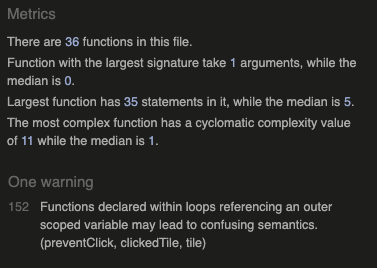 Metrics
There are 36 functions in this file.
Function with the largest signature take 1 arguments, while the
median is 0.
Largest function has 35 statements in it, while the median is 5.
The most complex function has a cyclomatic complexity value
of 11 while the median is 1.
One warning
152 Functions declared within loops referencing an outer
scoped variable may lead to confusing semantics.
(preventClick, clickedTile, tile)